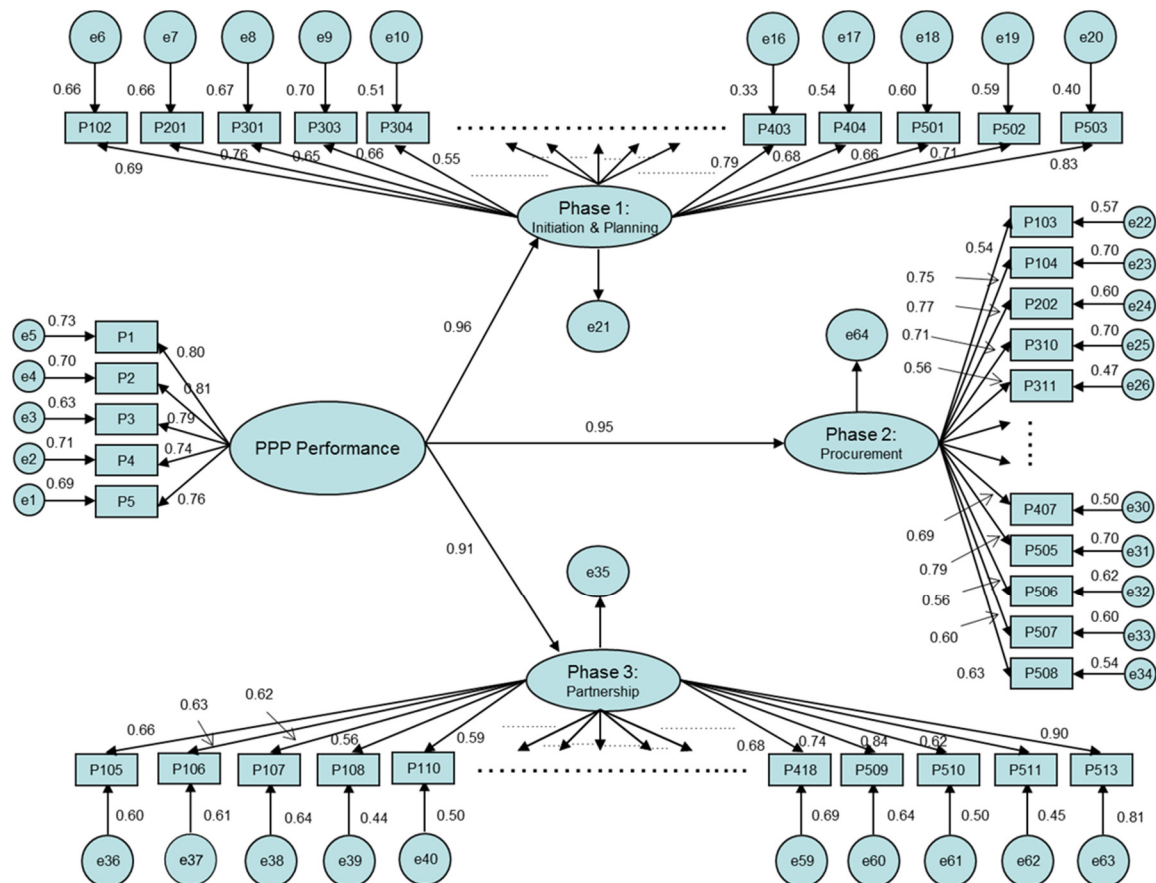 e6 e7 e8 e9 e10 e16 e17 e18 e19 e20
0.66 0.66 0.67 0.70 0.51 0.33 0.54 0.60 0.59 0.40
P102 P201 P301 P303 P304 P403 P404 P501 P502 P503
0.69 0.76 0.65 0.66 0.55 0.79 0.68 0.66 0.71 0.83
Phase 1:
Initiation & Planning
e21
0.96
e5 0.73 P1 0.80
e4 0.70 P2 0.81
e3 0.63 P3 0.79
e2 0.71 P4 0.74
e1 0.69 P5 0.76
PPP Performance
0.95
e64
Phase 2:
Procurement
0.54 P103 0.57 e22
0.75 P104 0.70 e23
0.77 P202 0.60 e24
0.71 P310 0.70 e25
0.56 P311 0.47 e26
0.69 P407 0.50 e30
0.79 P505 0.70 e31
0.56 P506 0.62 e32
0.60 P507 0.60 e33
0.63 P508 0.54 e34
0.91
e35
Phase 3:
Partnership
0.66 0.63 0.62 0.56 0.59 0.68 0.74 0.84 0.62 0.90
P105 P106 P107 P108 P110 P418 P509 P510 P511 P513
0.60 0.61 0.64 0.44 0.50 0.69 0.64 0.50 0.45 0.81
e36 e37 e38 e39 e40 e59 e60 e61 e62 e63